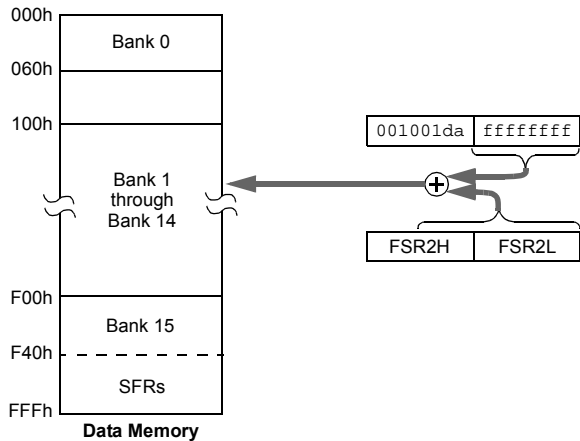 000h
Bank 0
060h
100h
001001da ffffffff
Bank 1
through
Bank 14
FSR2H FSR2L
F00h
Bank 15
F40h
SFRs
FFFh
Data Memory